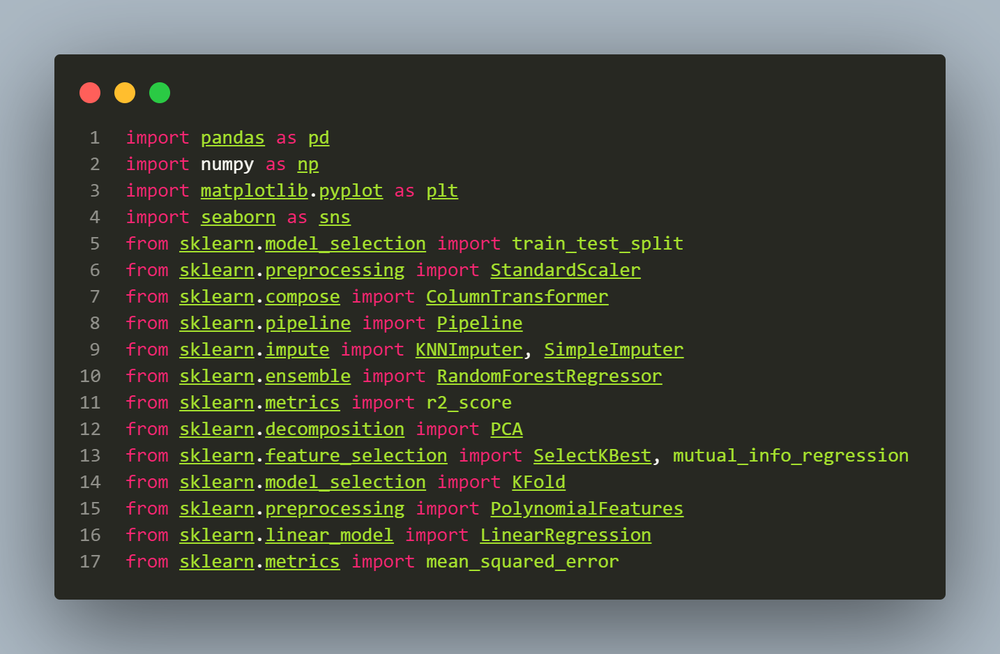 1 import pandas as pd
2 import numpy as np
3 import matplotlib.pyplot as plt
4 import seaborn as sns
5 from sklearn.model_selection import train_test_split
6 from sklearn.preprocessing import StandardScaler
7 from sklearn.compose import ColumnTransformer
8 from sklearn.pipeline import Pipeline
9 from sklearn.impute import KNNImputer, SimpleImputer
10 from sklearn.ensemble import RandomForestRegressor
11 from sklearn.metrics import r2_score
12 from sklearn.decomposition import PCA
13 from sklearn.feature_selection import SelectKBest, mutual_info_regression
14 from sklearn.model_selection import KFold
15 from sklearn.preprocessing import PolynomialFeatures
16 from sklearn.linear_model import LinearRegression
17 from sklearn.metrics import mean_squared_error